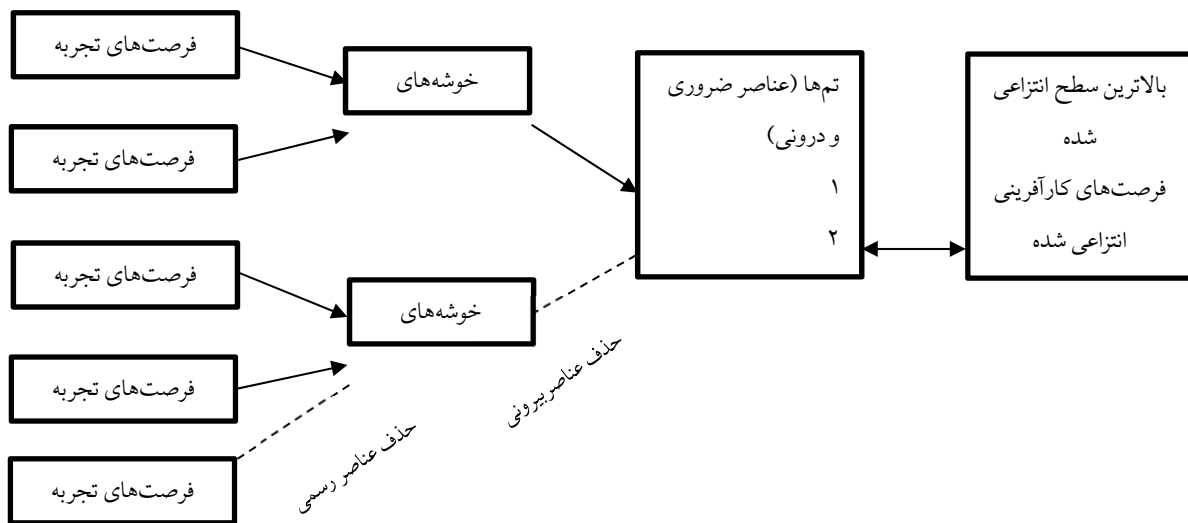 فرصت‌های تجربه
فرصت‌های تجربه
فرصت‌های تجربه
فرصت‌های تجربه
فرصت‌های تجربه
خوشه‌های
خوشه‌های
حذف عناصر رسمی
حذف عناصربیرونی
تم‌ها (عناصر ضروری
و درونی)
۱
۲
بالاترین سطح انتزاعی
شده
فرصت‌های کارآفرینی
انتزاعی شده